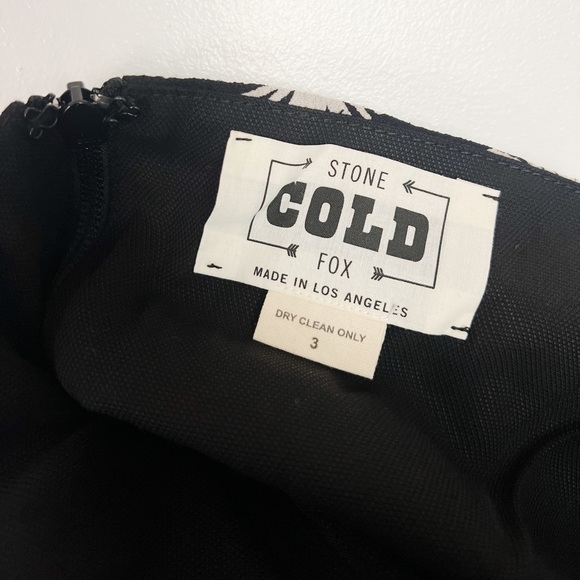 STONE
COLD
FOX
MADE IN LOS ANGELES
DRY CLEAN ONLY
3